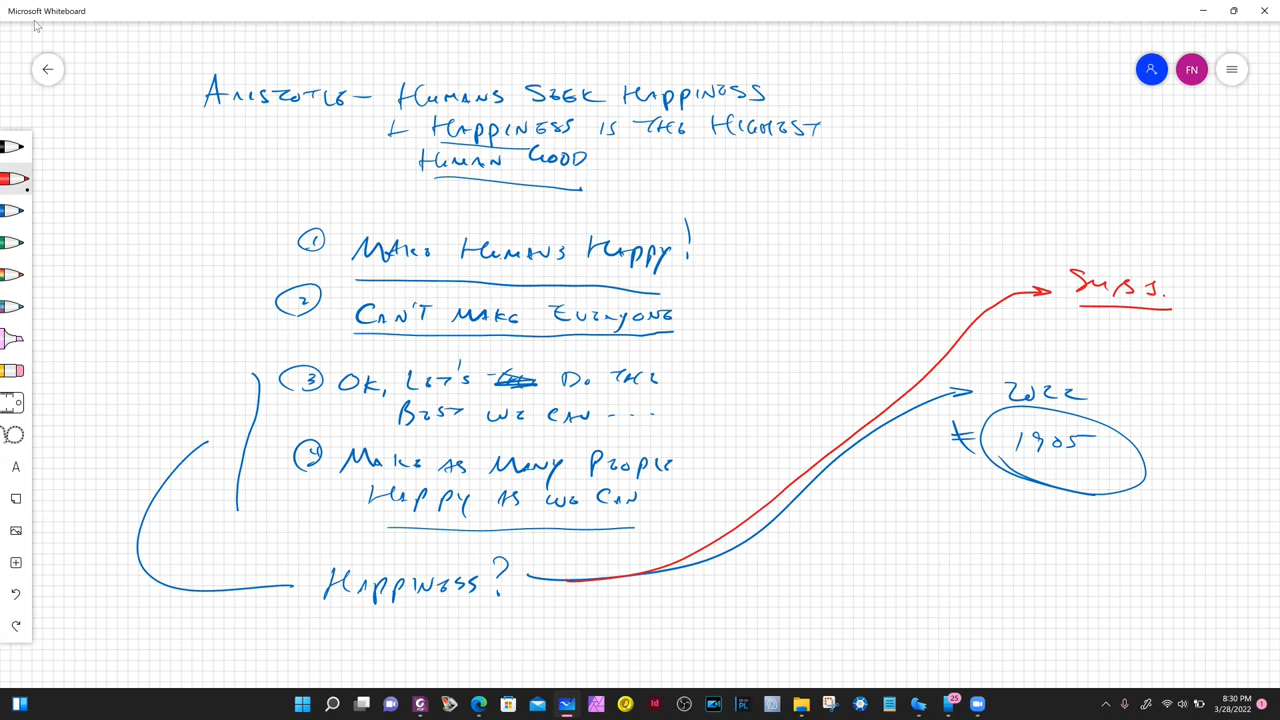 Microsoft Whiteboard
FN
ARISTOTLE - HUMANS SEEK HAPPINESS
HAPPINESS IS THE HIGHEST
HUMAN GOOD
1 MAKE HUMANS HAPPY!
2 CAN'T MAKE EVERYONE
3 OK, LET'S DO THE
BEST WE CAN ...
4 MAKE AS MANY PEOPLE
HAPPY AS WE CAN
HAPPINESS?
SUBJ.
2022
≠ 1905
A
25
8:30 PM
3/28/2022
1